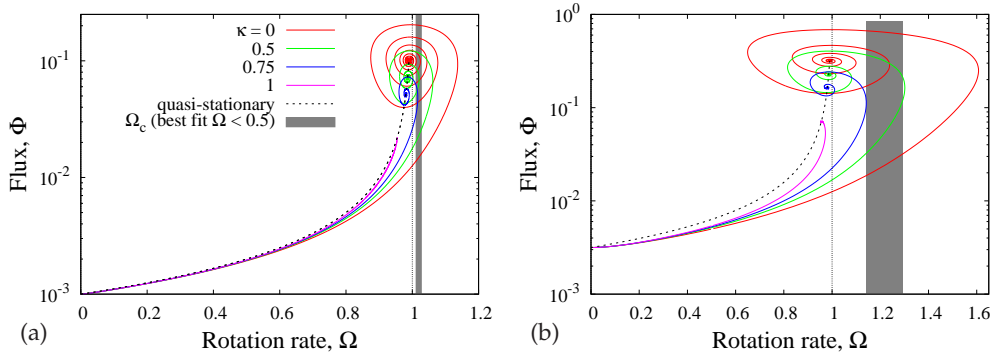 10⁻¹
10⁻²
10⁻³
Flux, Φ
κ = 0
0.5
0.75
1
quasi-stationary
Ω_c (best fit Ω < 0.5)
0 0.2 0.4 0.6 0.8 1.0 1.2
Rotation rate, Ω
(a)
10⁰
10⁻¹
10⁻²
10⁻³
Flux, Φ
0 0.2 0.4 0.6 0.8 1.0 1.2 1.4 1.6
Rotation rate, Ω
(b)